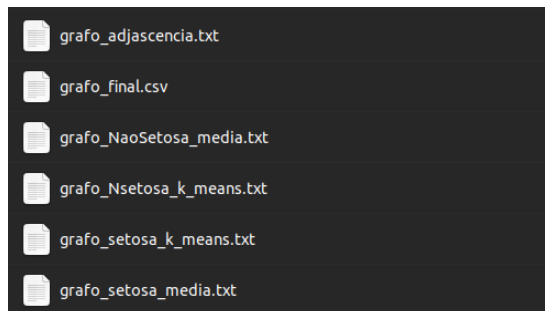 grafo_adjascencia.txt
grafo_final.csv
grafo_NaoSetosa_media.txt
grafo_Nsetosa_k_means.txt
grafo_setosa_k_means.txt
grafo_setosa_media.txt